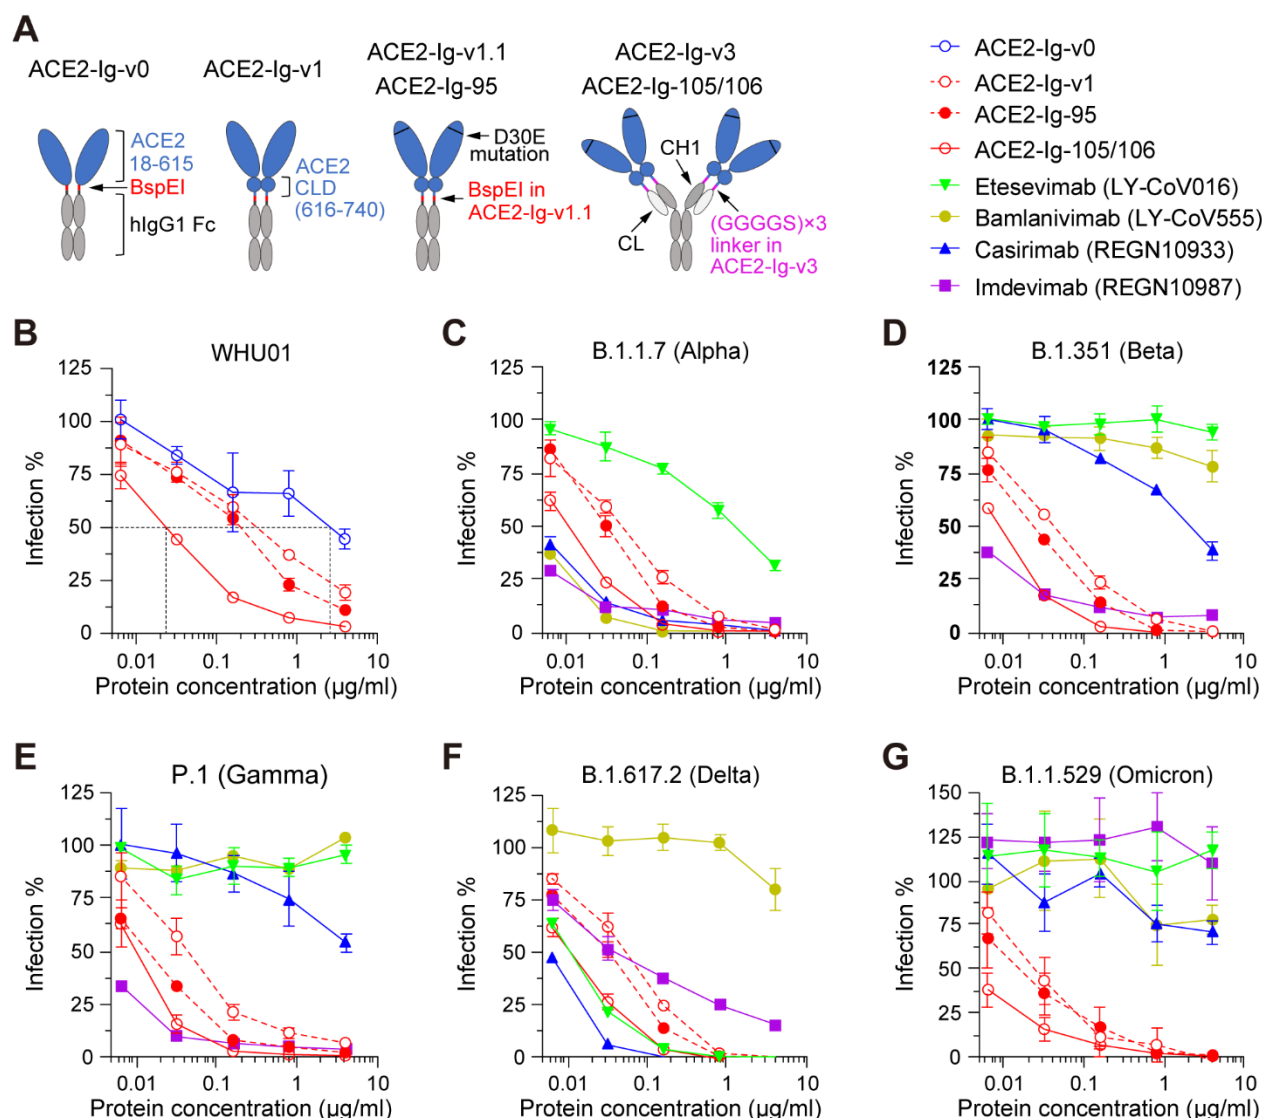 A
ACE2-Ig-v0
ACE2-Ig-v1
ACE2-Ig-v1.1
ACE2-Ig-95
ACE2-Ig-v3
ACE2-Ig-105/106
ACE2
18-615
BspEI
hIgG1 Fc
ACE2
CLD
(616-740)
D30E
mutation
BspEI in
ACE2-Ig-v1.1
CH1
CL
(GGGGS)×3
linker in
ACE2-Ig-v3
ACE2-Ig-v0
ACE2-Ig-v1
ACE2-Ig-95
ACE2-Ig-105/106
Etesevimab (LY-CoV016)
Bamlanivimab (LY-CoV555)
Casirimab (REGN10933)
Imdevimab (REGN10987)
B
WHU01
Infection %
125
100
75
50
25
0
0.01 0.1 1 10
Protein concentration (µg/ml)
C
B.1.1.7 (Alpha)
Infection %
125
100
75
50
25
0
0.01 0.1 1 10
Protein concentration (µg/ml)
D
B.1.351 (Beta)
Infection %
125
100
75
50
25
0
0.01 0.1 1 10
Protein concentration (µg/ml)
E
P.1 (Gamma)
Infection %
125
100
75
50
25
0
0.01 0.1 1 10
Protein concentration (µg/ml)
F
B.1.617.2 (Delta)
Infection %
125
100
75
50
25
0
0.01 0.1 1 10
Protein concentration (µg/ml)
G
B.1.1.529 (Omicron)
Infection %
150
125
100
75
50
25
0
0.01 0.1 1 10
Protein concentration (µg/ml)